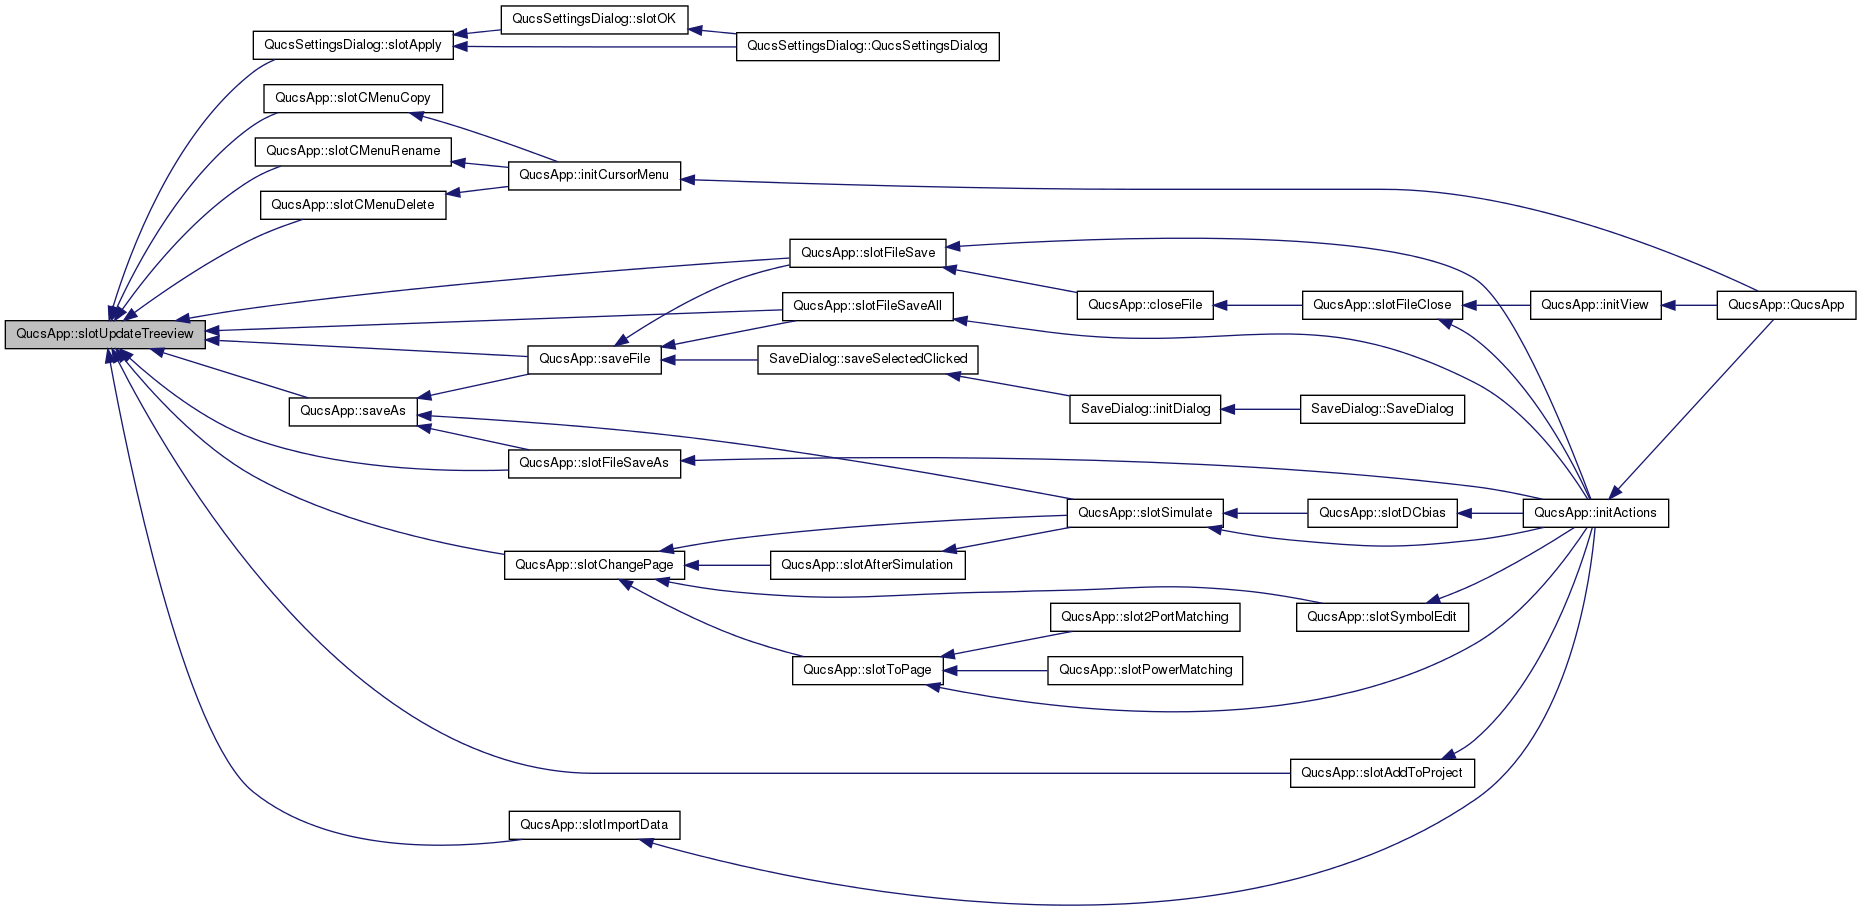 QucsSettingsDialog::slotOK
QucsSettingsDialog::slotApply
QucsSettingsDialog::QucsSettingsDialog
QucsApp::slotCMenuCopy
QucsApp::slotCMenuRename
QucsApp::initCursorMenu
QucsApp::slotCMenuDelete
QucsApp::slotFileSave
QucsApp::slotFileSaveAll
QucsApp::closeFile
QucsApp::slotFileClose
QucsApp::initView
QucsApp::QucsApp
QucsApp::slotUpdateTreeview
QucsApp::saveFile
SaveDialog::saveSelectedClicked
QucsApp::saveAs
SaveDialog::initDialog
SaveDialog::SaveDialog
QucsApp::slotFileSaveAs
QucsApp::slotSimulate
QucsApp::slotDCbias
QucsApp::initActions
QucsApp::slotChangePage
QucsApp::slotAfterSimulation
QucsApp::slot2PortMatching
QucsApp::slotSymbolEdit
QucsApp::slotToPage
QucsApp::slotPowerMatching
QucsApp::slotAddToProject
QucsApp::slotImportData